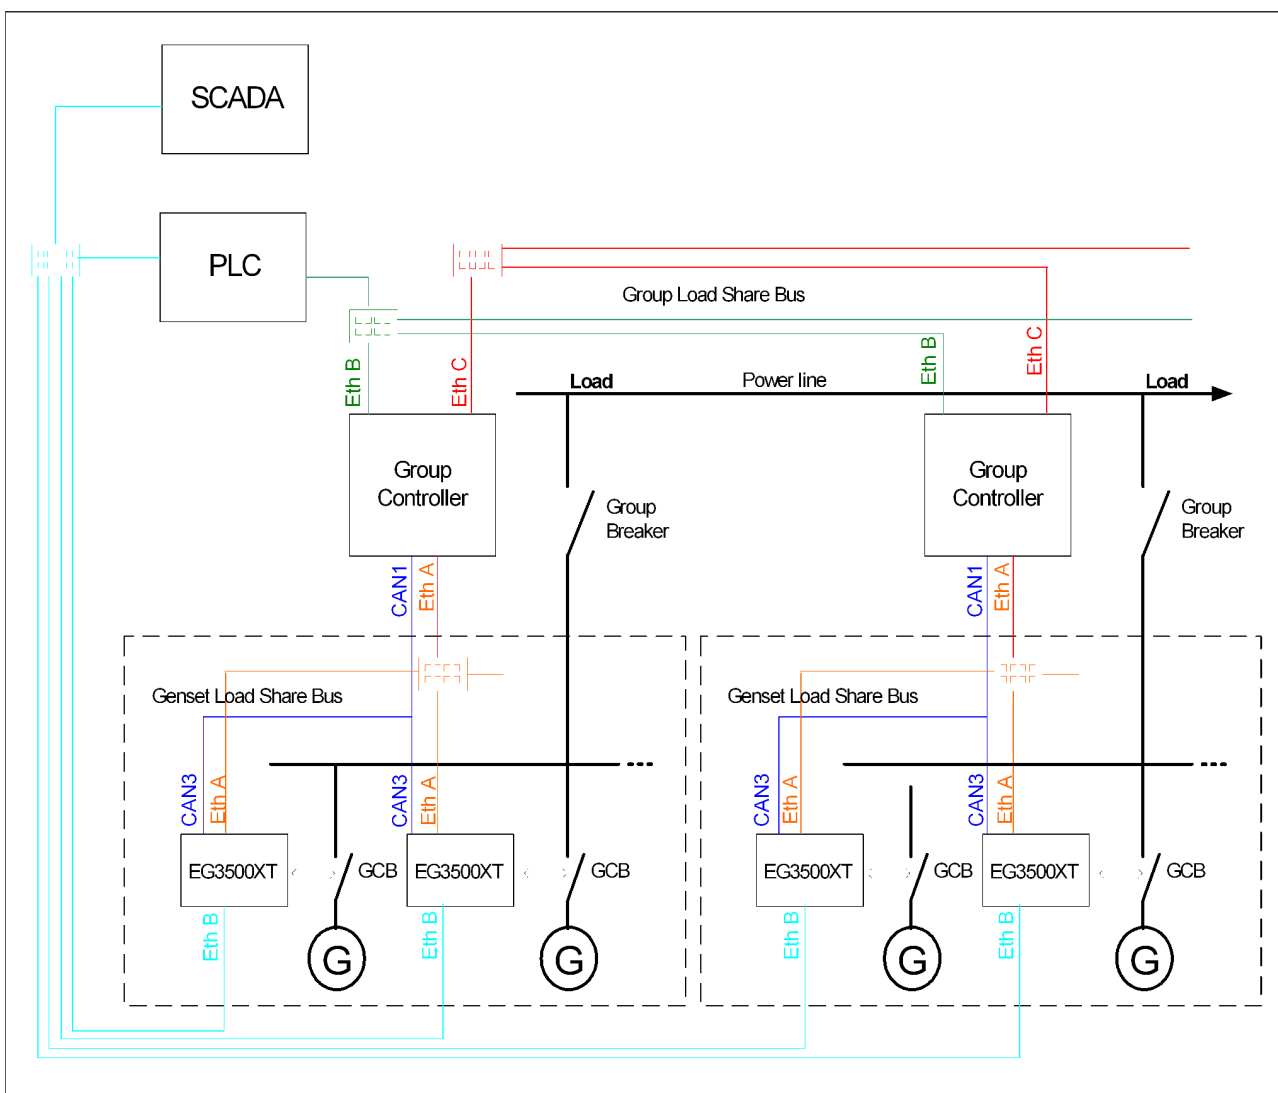 SCADA
PLC
Group Load Share Bus
Eth B
Eth C
Eth B
Eth C
Load
Power line
Load
Group
Controller
Group
Breaker
Group
Controller
Group
Breaker
CAN1
Eth A
CAN1
Eth A
Genset Load Share Bus
Genset Load Share Bus
CAN3
Eth A
CAN3
Eth A
CAN3
Eth A
CAN3
Eth A
EG3500XT
GCB
EG3500XT
GCB
EG3500XT
GCB
EG3500XT
GCB
Eth B
G
Eth B
G
Eth B
G
Eth B
G